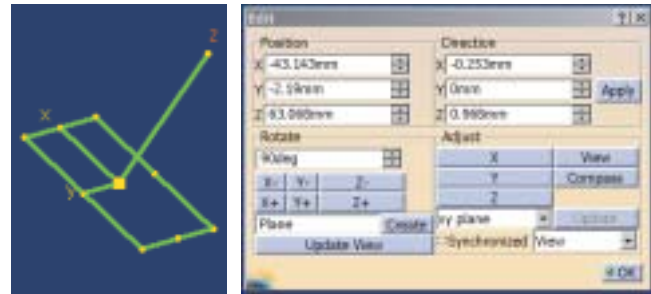 Z
X
Y
Edit
Position
Direction
X -43.143mm
X -0.253mm
Y -2.19mm
Y 0mm
Apply
Z 63.068mm
Z 0.968mm
Rotate
Adjust
90deg
X
View
X- Y- Z-
Y
Compass
X+ Y+ Z+
Z
Plane Create
xy plane
Update View
Synchronized View
OK